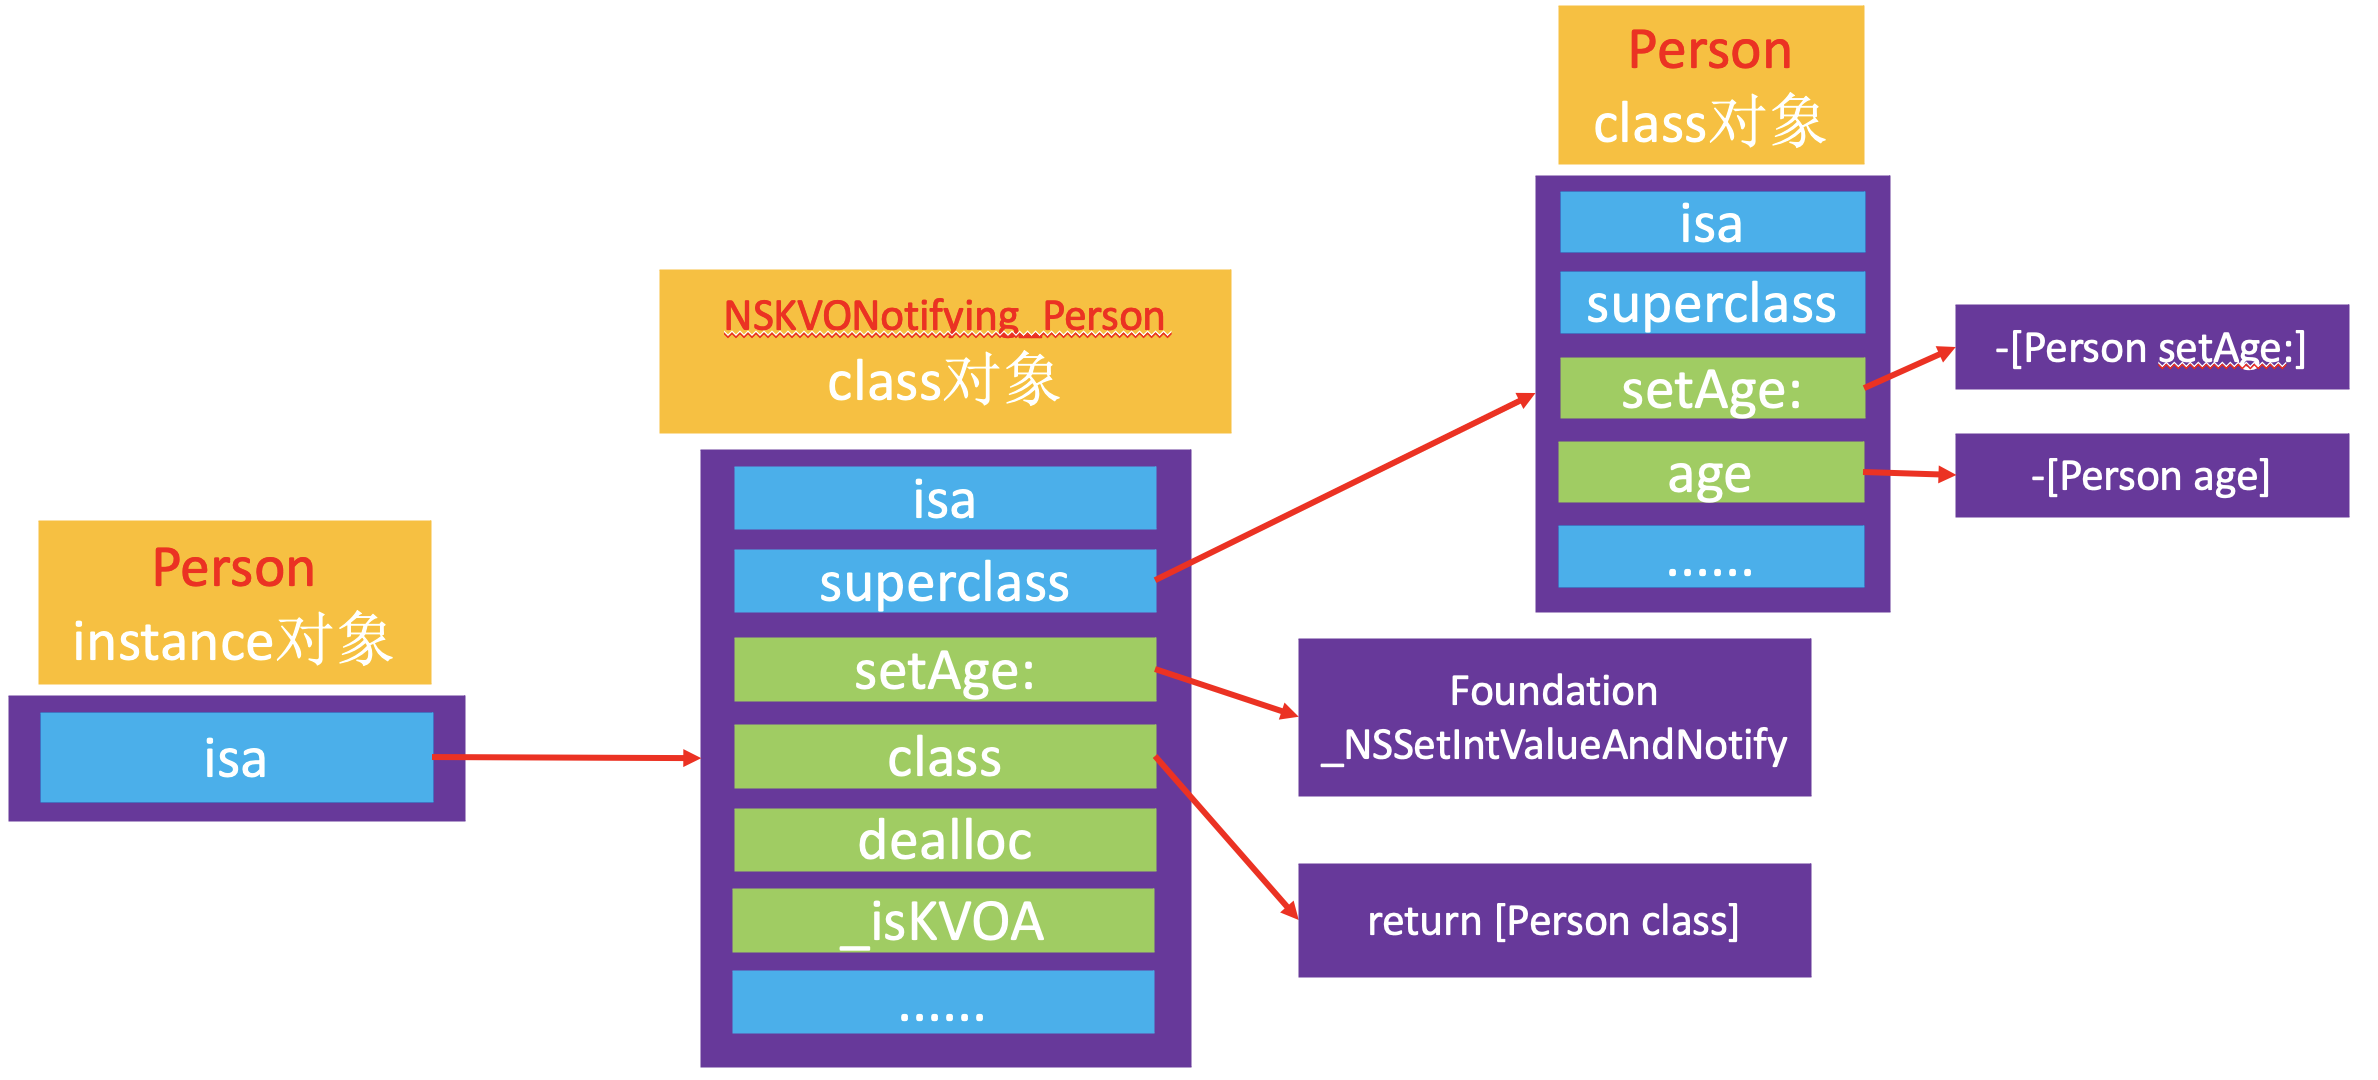 Person
instance对象
isa
NSKVONotifying_Person
class对象
isa
superclass
setAge:
class
dealloc
_isKVOA
......
Foundation
_NSSetIntValueAndNotify
return [Person class]
Person
class对象
isa
superclass
setAge:
age
......
-[Person setAge:]
-[Person age]